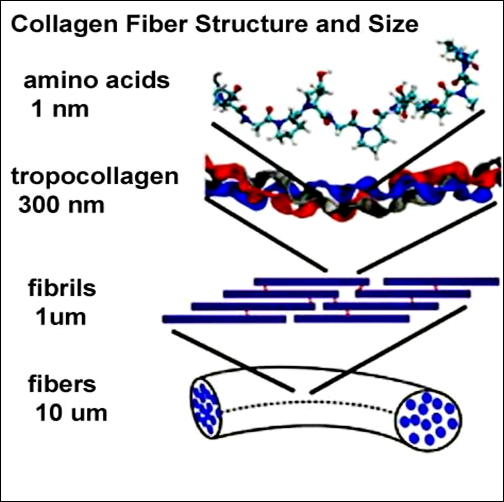 Collagen Fiber Structure and Size
amino acids
1 nm
tropocollagen
300 nm
fibrils
1um
fibers
10 um